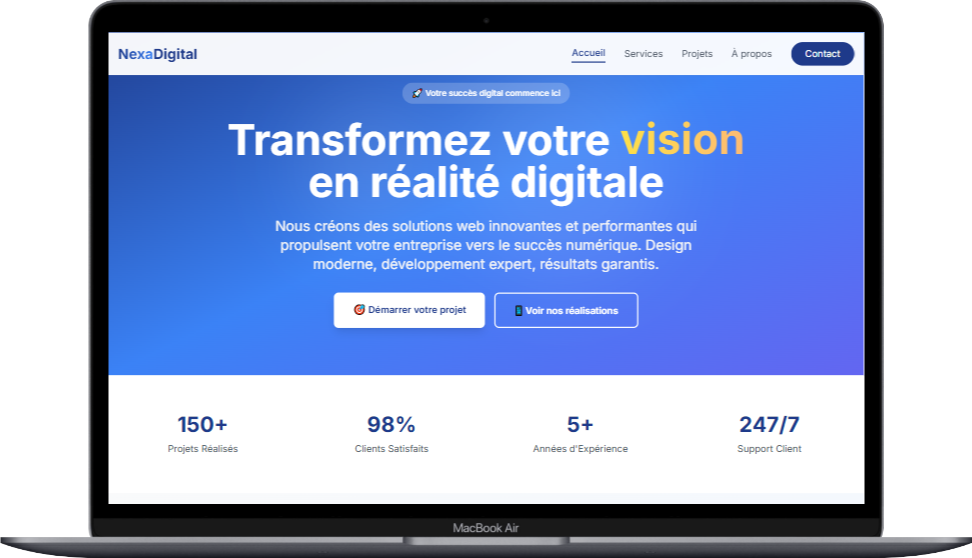 NexaDigital
Accueil
Services
Projets
À propos
Contact
🚀 Votre succès digital commence ici
Transformez votre vision
en réalité digitale
Nous créons des solutions web innovantes et performantes qui
propulsent votre entreprise vers le succès numérique. Design
moderne, développement expert, résultats garantis.
🎯 Démarrer votre projet
📱 Voir nos réalisations
150+
Projets Réalisés
98%
Clients Satisfaits
5+
Années d'Expérience
247/7
Support Client
MacBook Air